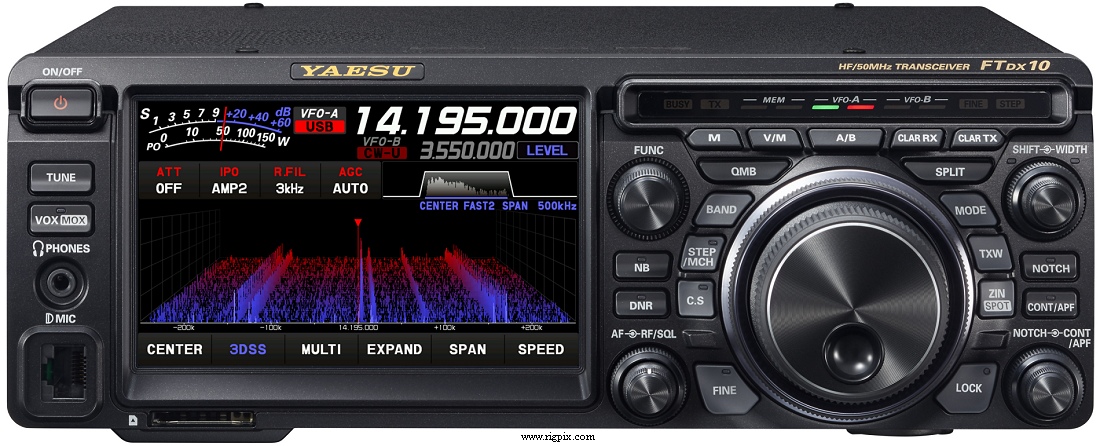 ON/OFF
YAESU
HF/50MHz TRANSCEIVER FTDX10
S 1 3 5 7 9 +20 +40 +60 dB
PO 0 10 50 100 150 W
VFO-A
USB
14.195.000
VFO-B
CW-U
3.550.000
LEVEL
BUSY TX MEM VFO-A VFO-B FINE STEP
M V/M A/B CLAR RX CLAR TX
FUNC
SHIFT WIDTH
QMB SPLIT
TUNE
ATT IPO R.FIL AGC
OFF AMP2 3kHz AUTO
CENTER FAST2 SPAN 500kHz
BAND MODE
VOX MOX
PHONES
STEP
/MCH
TXW
NB
NOTCH
DNR
C.S
ZIN
SPOT
CONT/APF
MIC
-200k -100k 14.195.000 +100k +200k
AF RF/SQL
NOTCH CONT
/APF
CENTER 3DSS MULTI EXPAND SPAN SPEED
FINE LOCK
www.rigpix.com